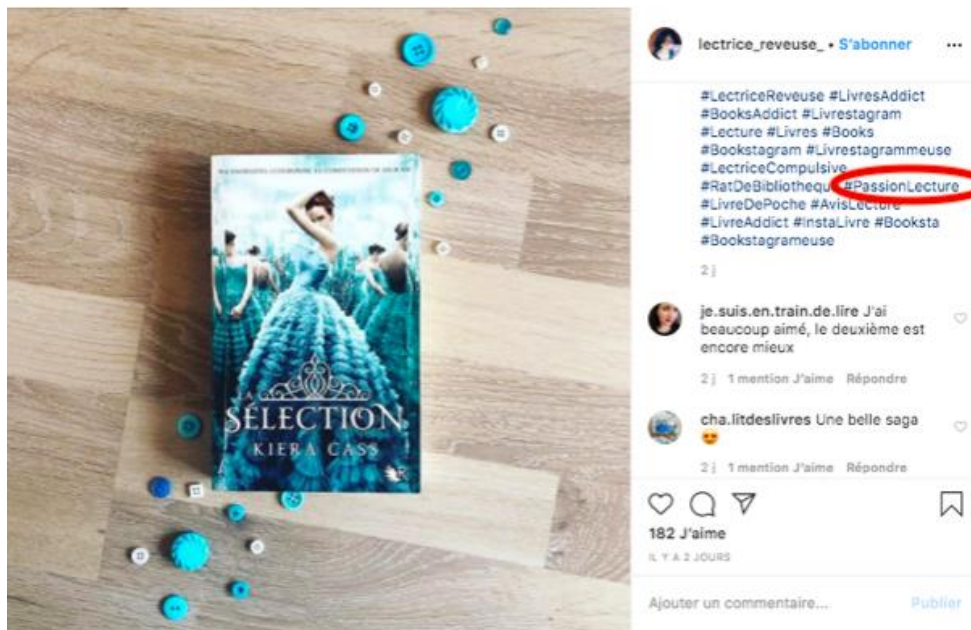 LA
SÉLECTION
KIERA CASS
lectrice_reveuse_ • S'abonner
#LectriceReveuse #LivresAddict
#BooksAddict #Livrestagram
#Lecture #Livres #Books
#Bookstagram #Livrestagrammeuse
#LectriceCompulsive
#RatDeBibliotheque #PassionLecture
#LivreDePoche #AvisLecture
#LivreAddict #InstaLivre #Booksta
#Bookstagrameuse
2 j
je.suis.en.train.de.lire J'ai
beaucoup aimé, le deuxième est
encore mieux
2 j 1 mention J'aime Répondre
cha.litdeslivres Une belle saga
2 j 1 mention J'aime Répondre
182 J'aime
IL Y A 2 JOURS
Ajouter un commentaire... Publier